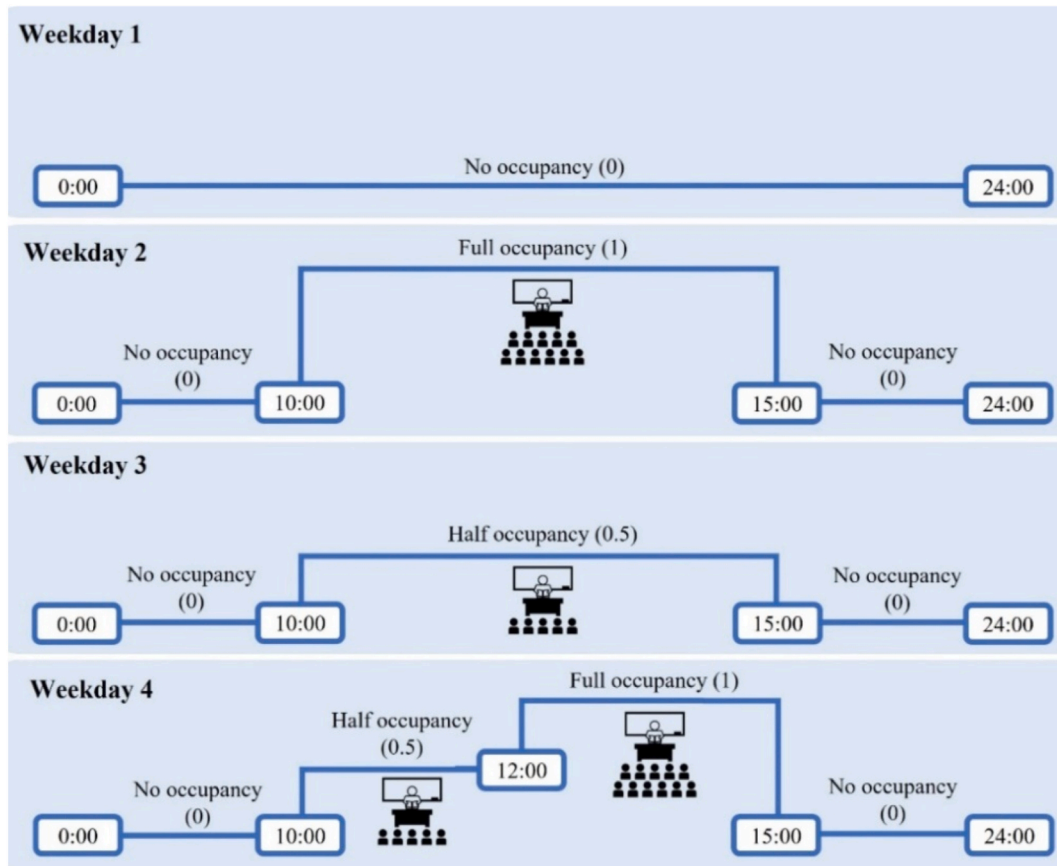 Weekday 1
No occupancy (0)
0:00
24:00
Weekday 2
Full occupancy (1)
No occupancy
(0)
No occupancy
(0)
0:00
10:00
15:00
24:00
Weekday 3
Half occupancy (0.5)
No occupancy
(0)
No occupancy
(0)
0:00
10:00
15:00
24:00
Weekday 4
Full occupancy (1)
Half occupancy
(0.5)
12:00
No occupancy
(0)
No occupancy
(0)
0:00
10:00
15:00
24:00